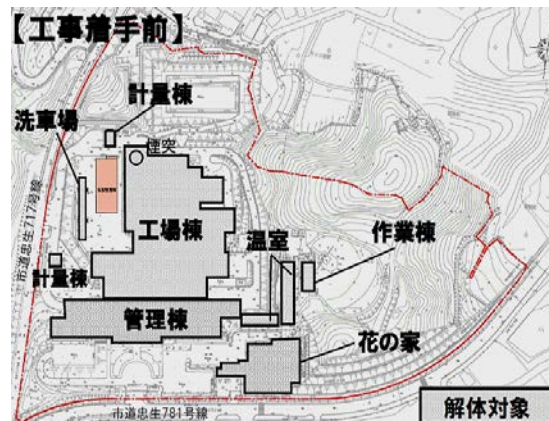 【工事着手前】
計量棟
洗車場
煙突
工場棟
温室
作業棟
市道忠生717号線
計量棟
管理棟
花の家
市道忠生781号線
解体対象